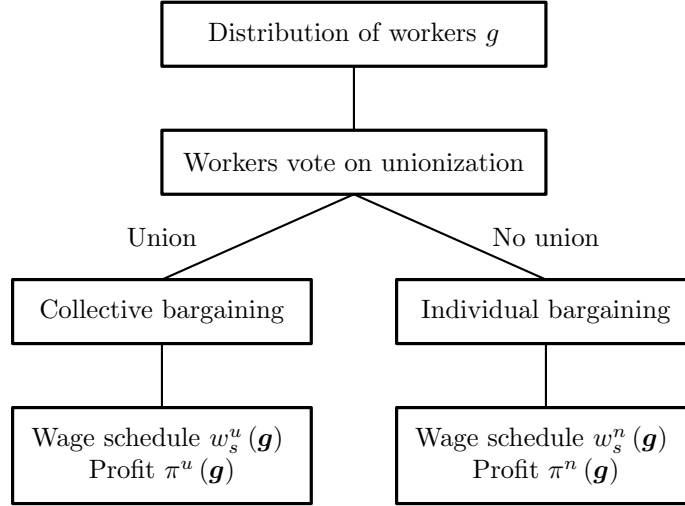 Distribution of workers g
Workers vote on unionization
Union
No union
Collective bargaining
Individual bargaining
Wage schedule w_s^u (g)
Profit π^u (g)
Wage schedule w_s^n (g)
Profit π^n (g)